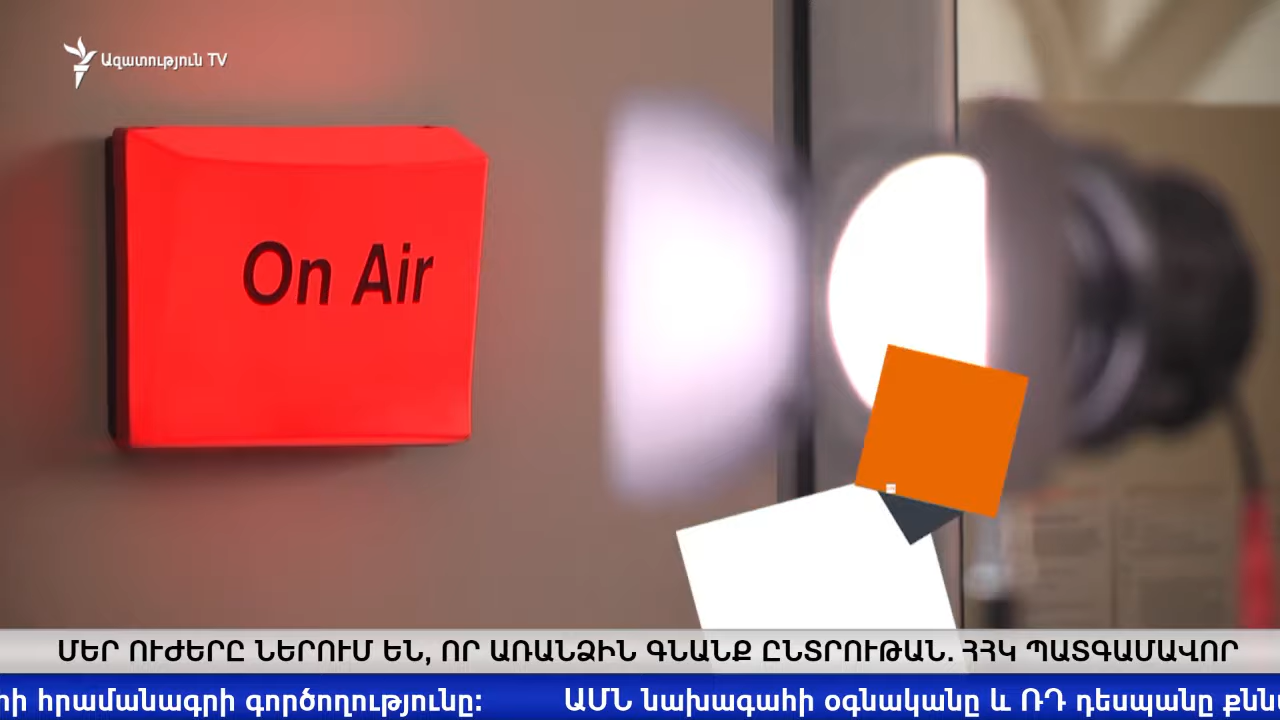 Ազատություն TV
On Air
ՄԵՐ ՈՒԺԵՐԸ ՆԵՐՈՒՄ ԵՆ, ՈՐ ԱՌԱՆՁԻՆ ԳՆԱՆՔ ԸՆՏՐՈՒԹԱՆ. ՀՀԿ ՊԱՏԳԱՄԱՎՈՐ
հրամանագրի գործողությունը: ԱՄՆ նախագահի օգնականը և ՌԴ դեսպանը